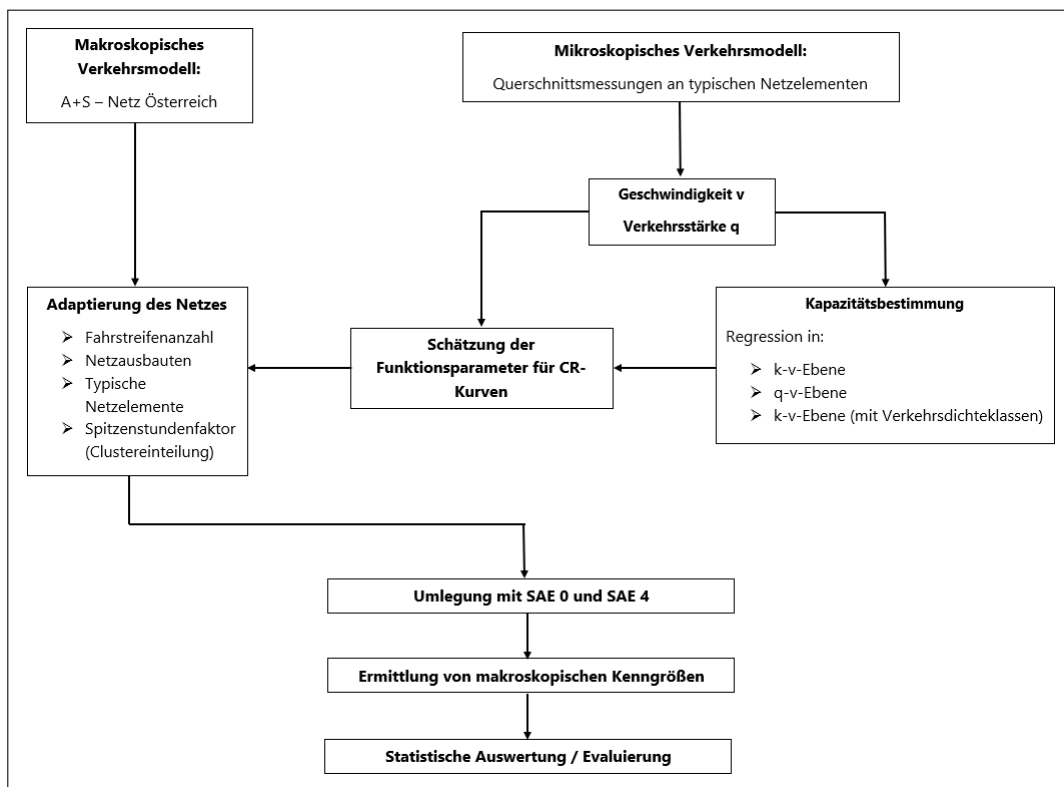 Makroskopisches
Verkehrsmodell:
A+S – Netz Österreich
Mikroskopisches Verkehrsmodell:
Querschnittsmessungen an typischen Netzelementen
Geschwindigkeit v
Verkehrsstärke q
Adaptierung des Netzes
➢ Fahrstreifenanzahl
➢ Netzausbauten
➢ Typische
Netzelemente
➢ Spitzenstundenfaktor
(Clustereinteilung)
Schätzung der
Funktionsparameter für CR-
Kurven
Kapazitätsbestimmung
Regression in:
➢ k-v-Ebene
➢ q-v-Ebene
➢ k-v-Ebene (mit Verkehrsdichteklassen)
Umlegung mit SAE 0 und SAE 4
Ermittlung von makroskopischen Kenngrößen
Statistische Auswertung / Evaluierung